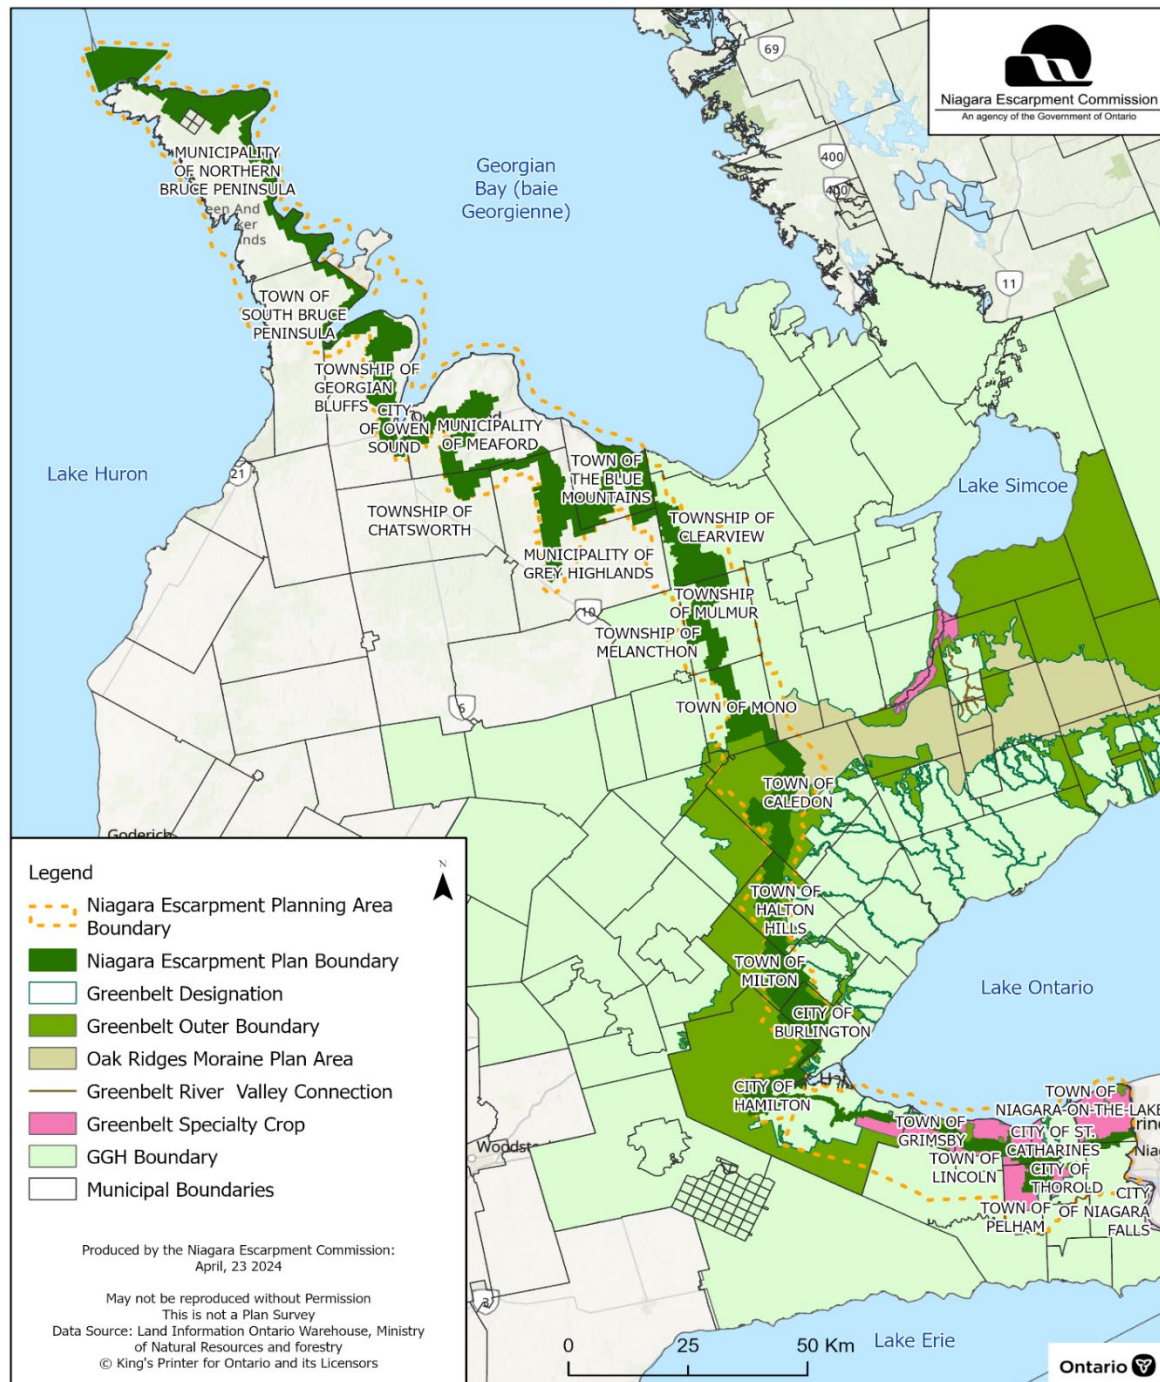 69
Niagara Escarpment Commission
An agency of the Government of Ontario
400
400
11
Georgian
Bay (baie
Georgienne)
MUNICIPALITY
OF NORTHERN
BRUCE PENINSULA
TOWN OF
SOUTH BRUCE
PENINSULA
TOWNSHIP OF
GEORGIAN
BLUFFS
CITY
OF OWEN
SOUND
MUNICIPALITY
OF MEAFORD
TOWN OF
THE BLUE
MOUNTAINS
Lake Huron
21
Lake Simcoe
TOWNSHIP OF
CHATSWORTH
TOWNSHIP OF
CLEARVIEW
MUNICIPALITY OF
GREY HIGHLANDS
10
TOWNSHIP
OF MULMUR
TOWNSHIP OF
MELANCTHON
6
TOWN OF MONO
TOWN OF
CALEDON
Goderich
TOWN OF
HALTON
HILLS
TOWN OF
MILTON
Lake Ontario
CITY OF
BURLINGTON
CITY OF
HAMILTON
TOWN OF
NIAGARA-ON-THE-LAKE
TOWN OF
GRIMSBY
CITY OF ST.
CATHARINES
TOWN OF
LINCOLN
CITY OF
THOROLD
TOWN OF
PELHAM
CITY
OF NIAGARA
FALLS
Legend
N
Niagara Escarpment Planning Area
Boundary
Niagara Escarpment Plan Boundary
Greenbelt Designation
Greenbelt Outer Boundary
Oak Ridges Moraine Plan Area
Greenbelt River Valley Connection
Greenbelt Specialty Crop
GGH Boundary
Municipal Boundaries
Produced by the Niagara Escarpment Commission:
April, 23 2024
May not be reproduced without Permission
This is not a Plan Survey
Data Source: Land Information Ontario Warehouse, Ministry
of Natural Resources and forestry
© King's Printer for Ontario and its Licensors
3
0 25 50 Km
Lake Erie
Ontario